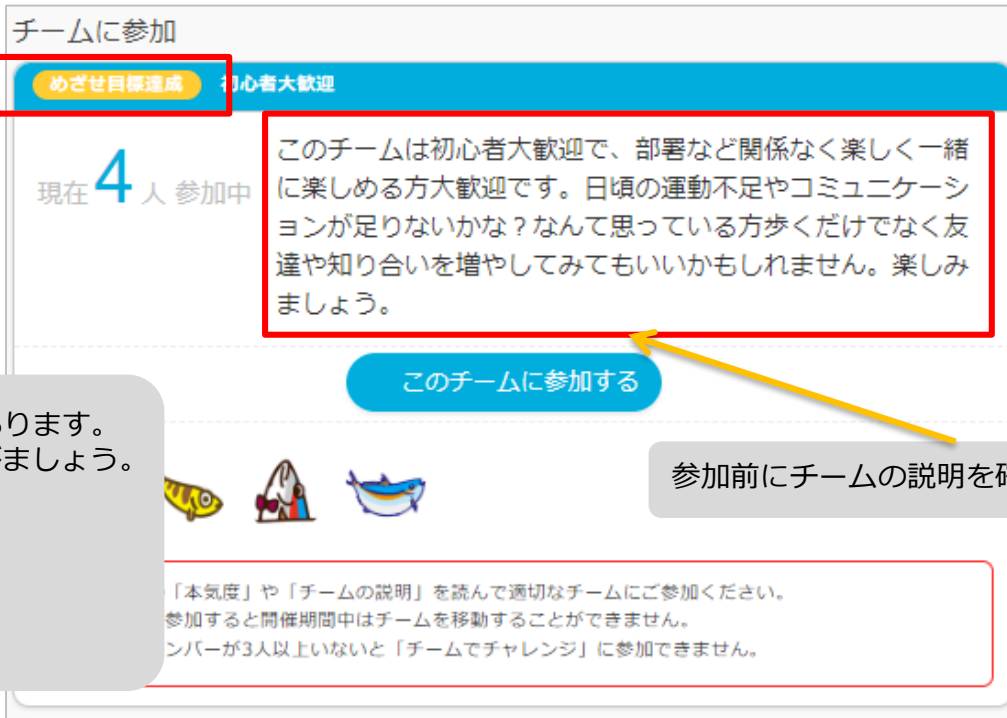 チームに参加
めざせ目標達成 初心者大歓迎
現在4人 参加中
このチームは初心者大歓迎で、部署など関係なく楽しく一緒
に楽しめる方大歓迎です。日頃の運動不足やコミュニケーシ
ョンが足りないかな？なんて思っている方歩くだけでなく友
達や知り合いを増やしてみてもいいかもしれません。楽しみ
ましょう。
このチームに参加する
ります。
ましょう。
参加前にチームの説明を
「本気度」や「チームの説明」を読んで適切なチームにご参加ください。
参加すると開催期間中はチームを移動することができません。
ンバーが3人以上いないと「チームでチャレンジ」に参加できません。